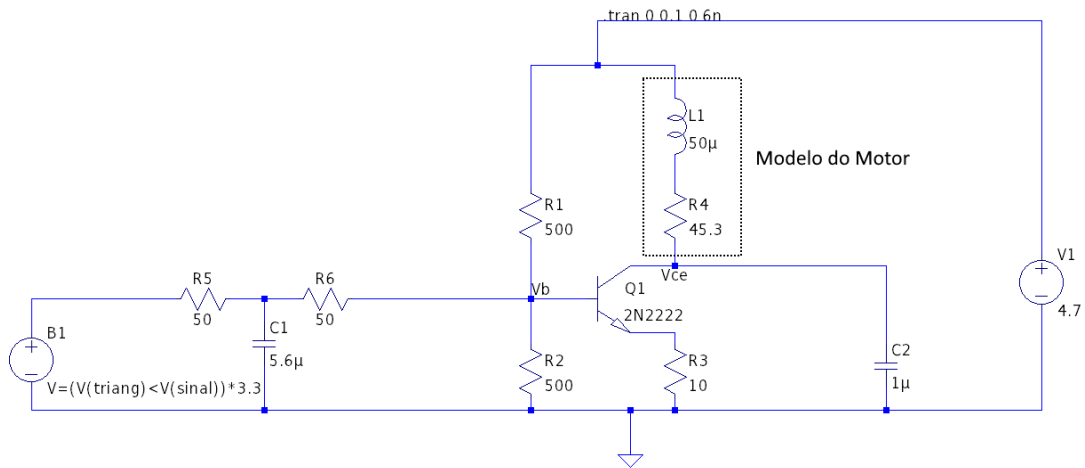 .tran 0 0.1 0 6n
L1
50µ
Modelo do Motor
R1
500
R4
45.3
V1
4.7
Vce
R5
50
R6
50
Vb
Q1
2N2222
B1
V=(V(triang)<V(sinal))*3.3
C1
5.6µ
R2
500
R3
10
C2
1µ